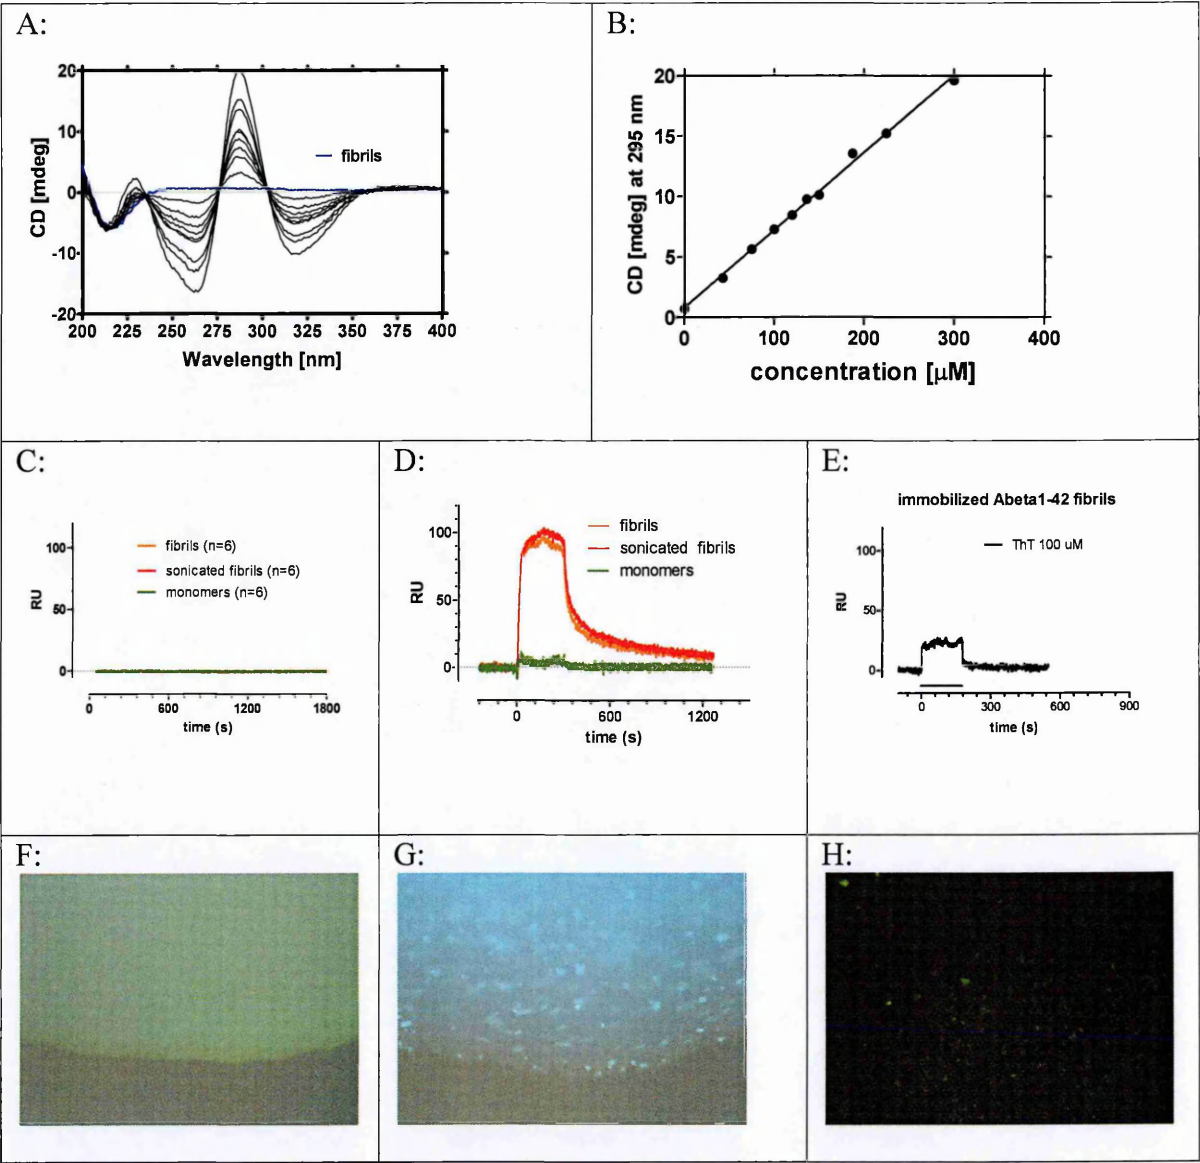 A:
20
10
0
-10
-20
CD [mdeg]
fibrils
200 225 250 275 300 325 350 375 400
Wavelength [nm]
B:
20
15
10
5
0
CD [mdeg] at 295 nm
0 100 200 300 400
concentration [µM]
C:
100
50
0
RU
fibrils (n=6)
sonicated fibrils (n=6)
monomers (n=6)
0 600 1200 1800
time (s)
D:
100
50
0
RU
fibrils
sonicated fibrils
monomers
0 600 1200
time (s)
E:
immobilized Abeta1-42 fibrils
100
50
0
RU
ThT 100 uM
0 300 600 900
time (s)
F:
G:
H: